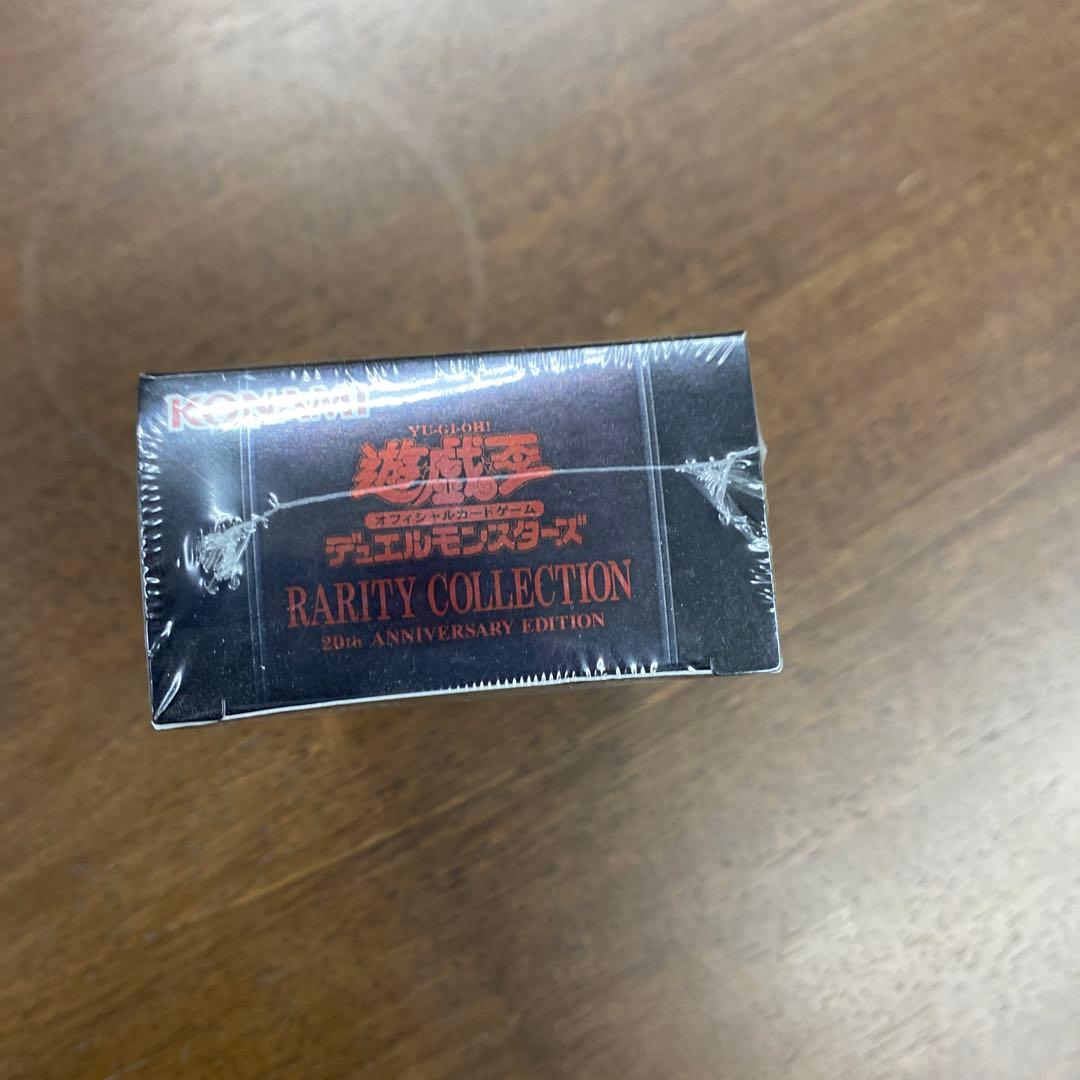 KONAMI
YU-GI-OH!
遊戯王
オフィシャルカードゲーム
デュエルモンスターズ
RARITY COLLECTION
20th ANNIVERSARY EDITION